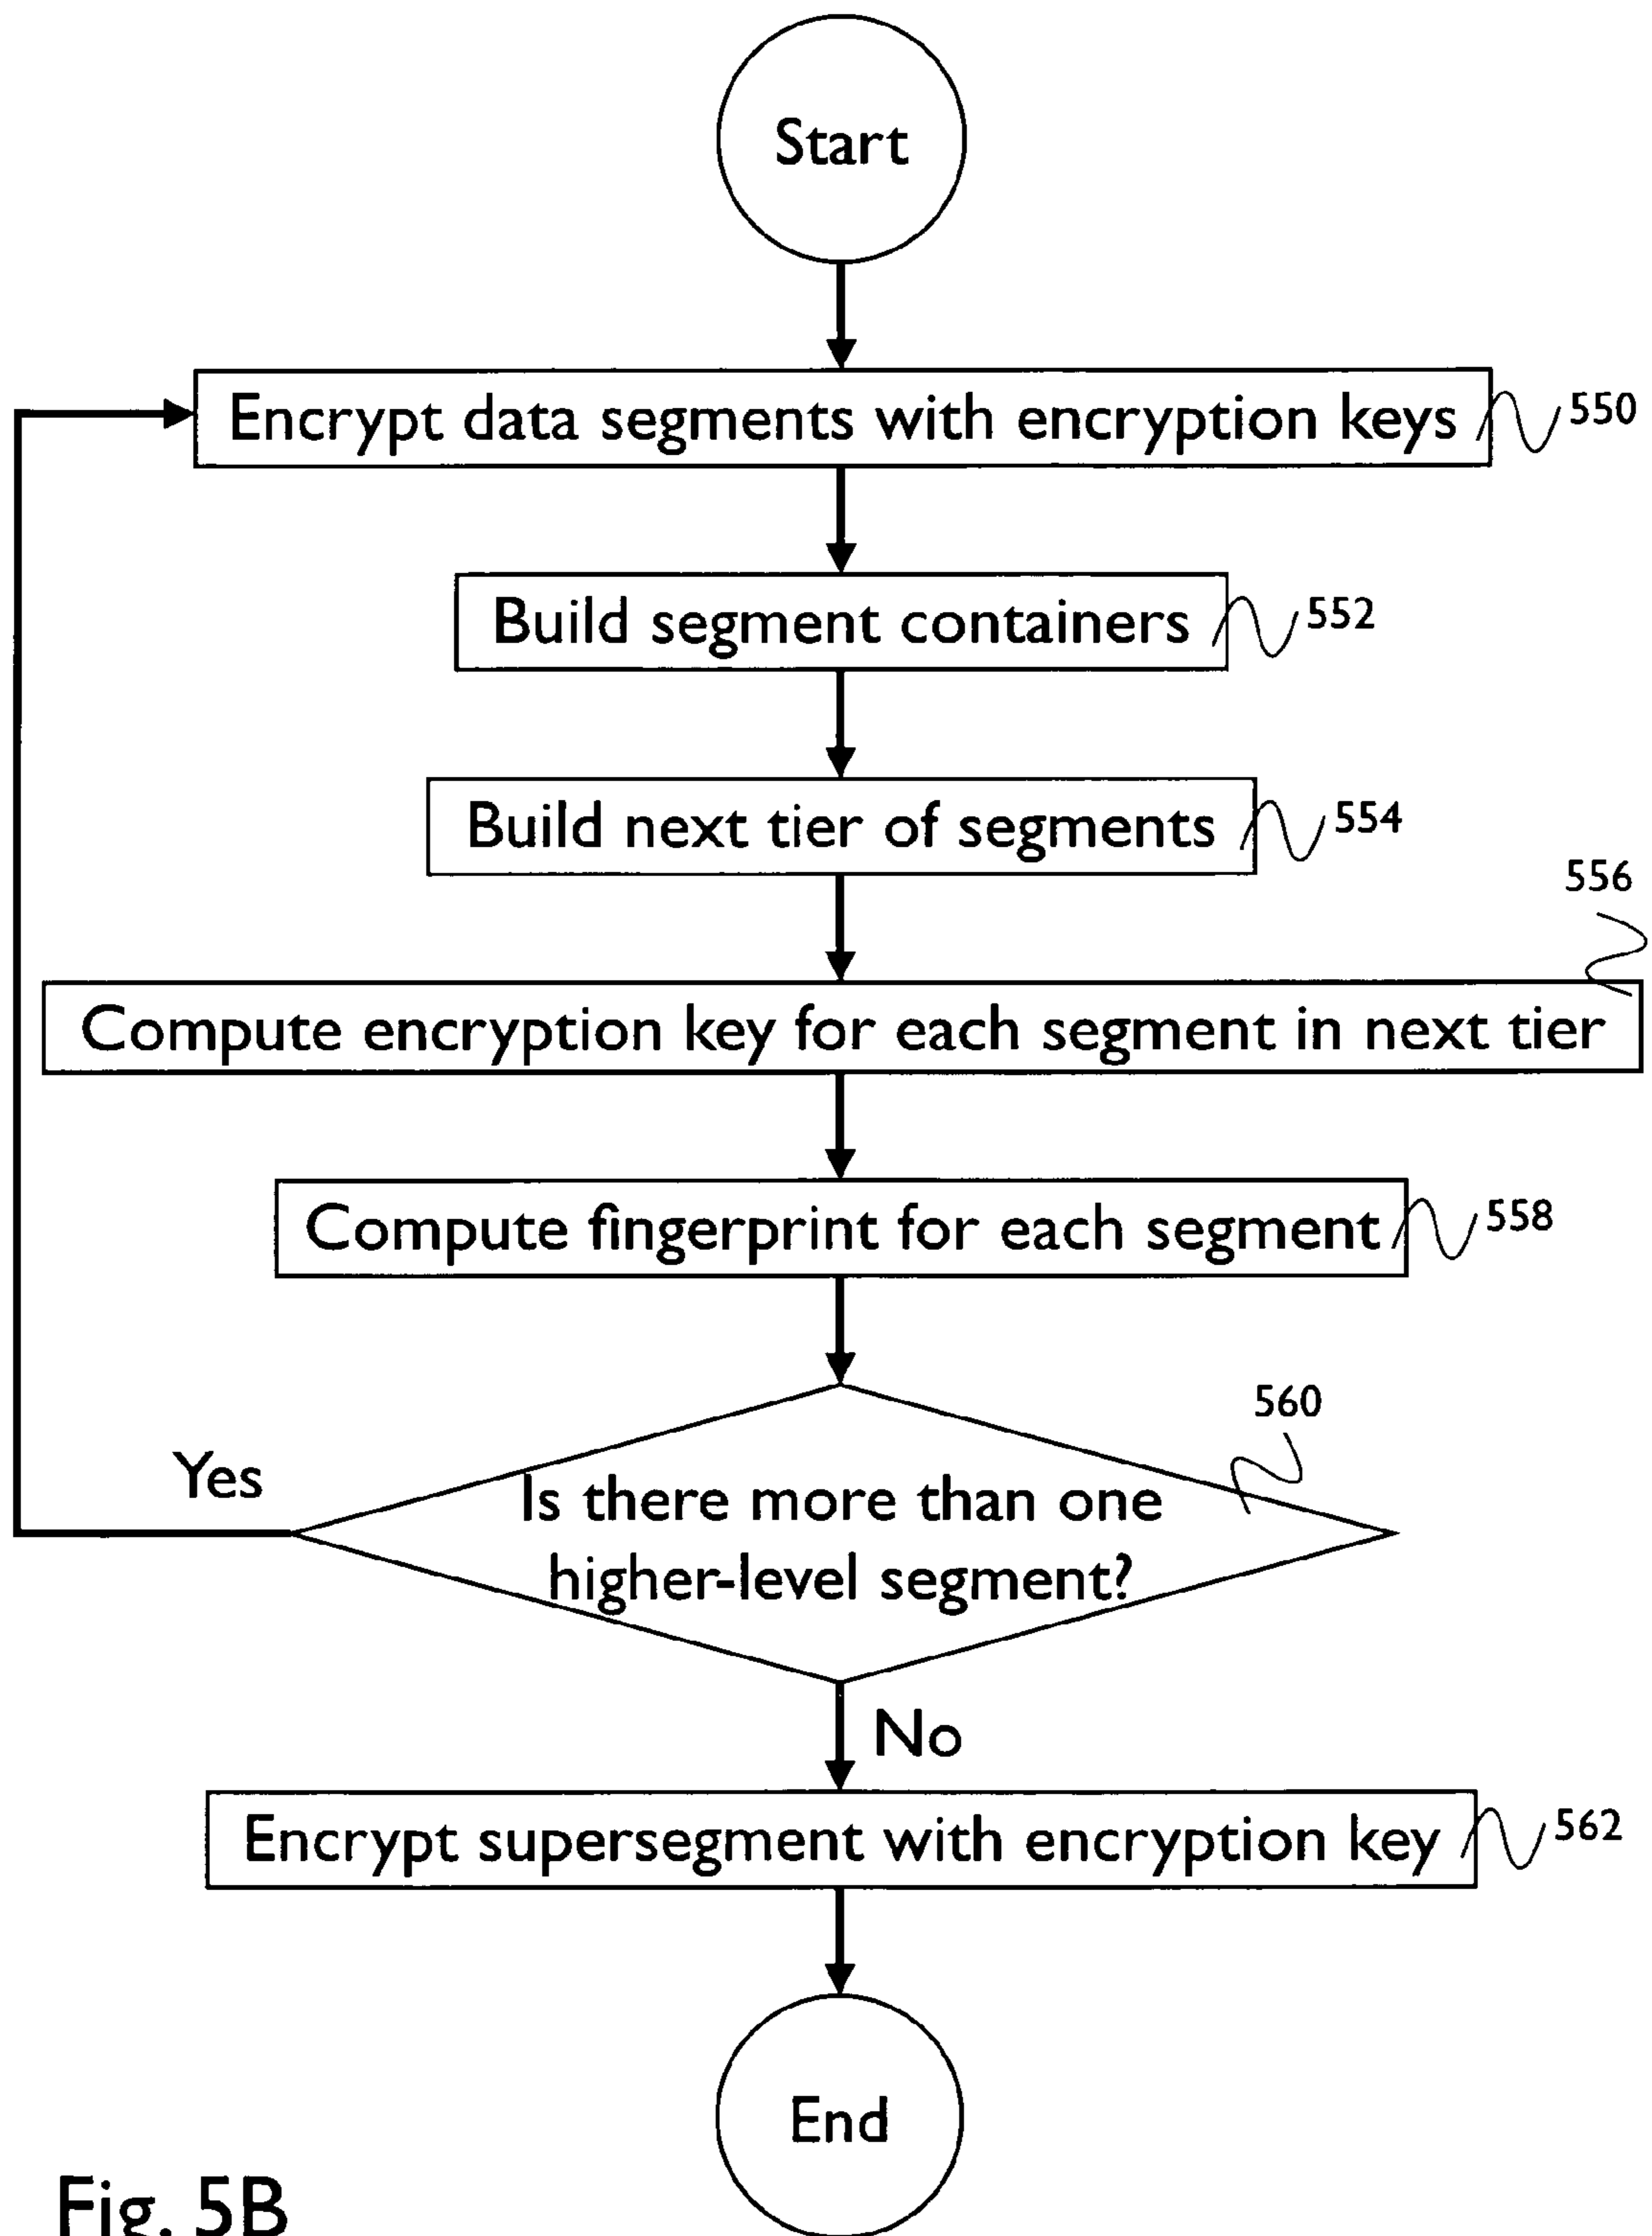 Start
Encrypt data segments with encryption keys
550
Build segment containers
552
Build next tier of segments
554
556
Compute encryption key for each segment in next tier
Compute fingerprint for each segment
558
560
Yes
Is there more than one
higher-level segment?
No
Encrypt supersegment with encryption key
562
End
Fig. 5B